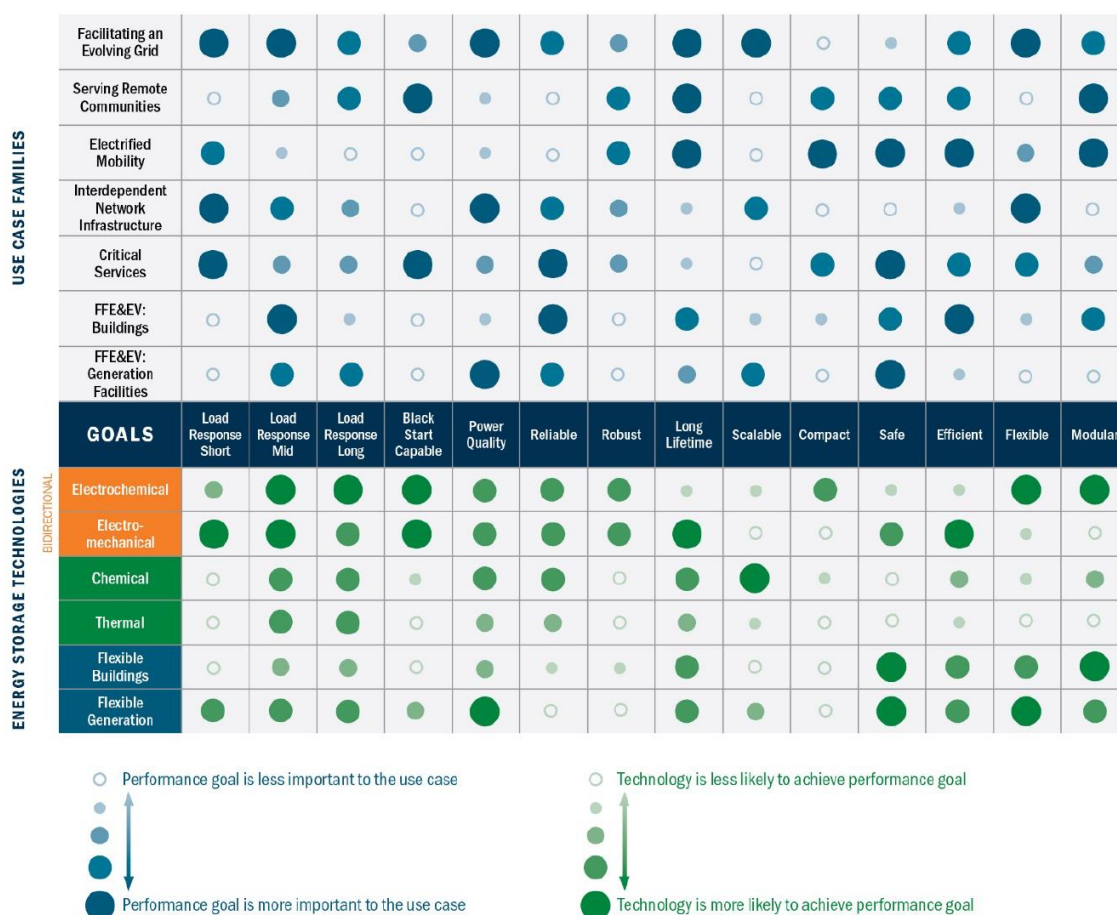 USE CASE FAMILIES
Facilitating an
Evolving Grid
Serving Remote
Communities
Electrified
Mobility
Interdependent
Network
Infrastructure
Critical
Services
FFE&EV:
Buildings
FFE&EV:
Generation
Facilities
GOALS
Load
Response
Short
Load
Response
Mid
Load
Response
Long
Black
Start
Capable
Power
Quality
Reliable
Robust
Long
Lifetime
Scalable
Compact
Safe
Efficient
Flexible
Modular
ENERGY STORAGE TECHNOLOGIES
BIDIRECTIONAL
Electrochemical
Electro-
mechanical
Chemical
Thermal
Flexible
Buildings
Flexible
Generation
Performance goal is less important to the use case
Performance goal is more important to the use case
Technology is less likely to achieve performance goal
Technology is more likely to achieve performance goal